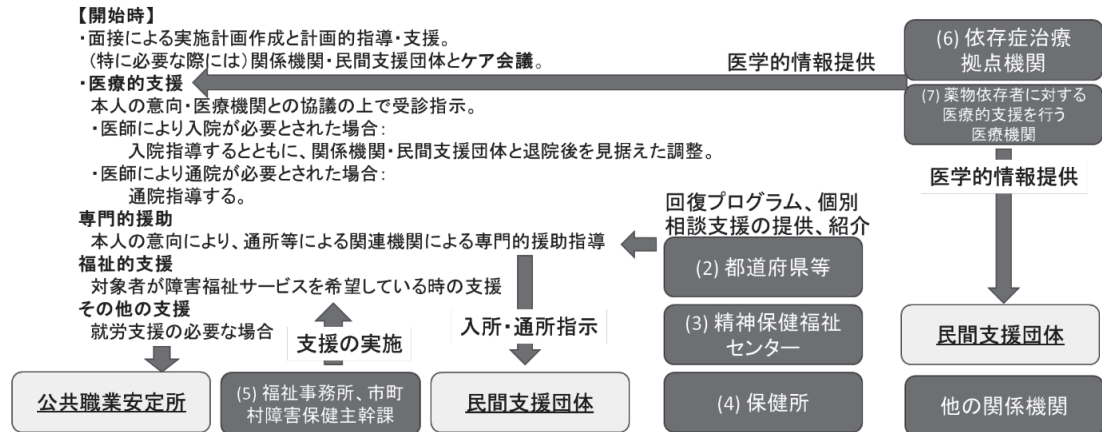 【開始時】
・面接による実施計画作成と計画的指導・支援。
(特に必要な際には)関係機関・民間支援団体とケア会議。
・医療的支援
本人の意向・医療機関との協議の上で受診指示。
・医師により入院が必要とされた場合:
入院指導するとともに、関係機関・民間支援団体と退院後を見据えた調整。
・医師により通院が必要とされた場合:
通院指導する。
専門的援助
本人の意向により、通所等による関連機関による専門的援助指導
福祉的支援
対象者が障害福祉サービスを希望している時の支援
その他の支援
就労支援の必要な場合
医学的情報提供
(6) 依存症治療
拠点機関
(7) 薬物依存者に対する
医療的支援を行う
医療機関
医学的情報提供
回復プログラム、個別
相談支援の提供、紹介
(2) 都道府県等
(3) 精神保健福祉
センター
(4) 保健所
支援の実施
入所・通所指示
公共職業安定所
(5) 福祉事務所、市町
村障害保健主幹課
民間支援団体
民間支援団体
他の関係機関